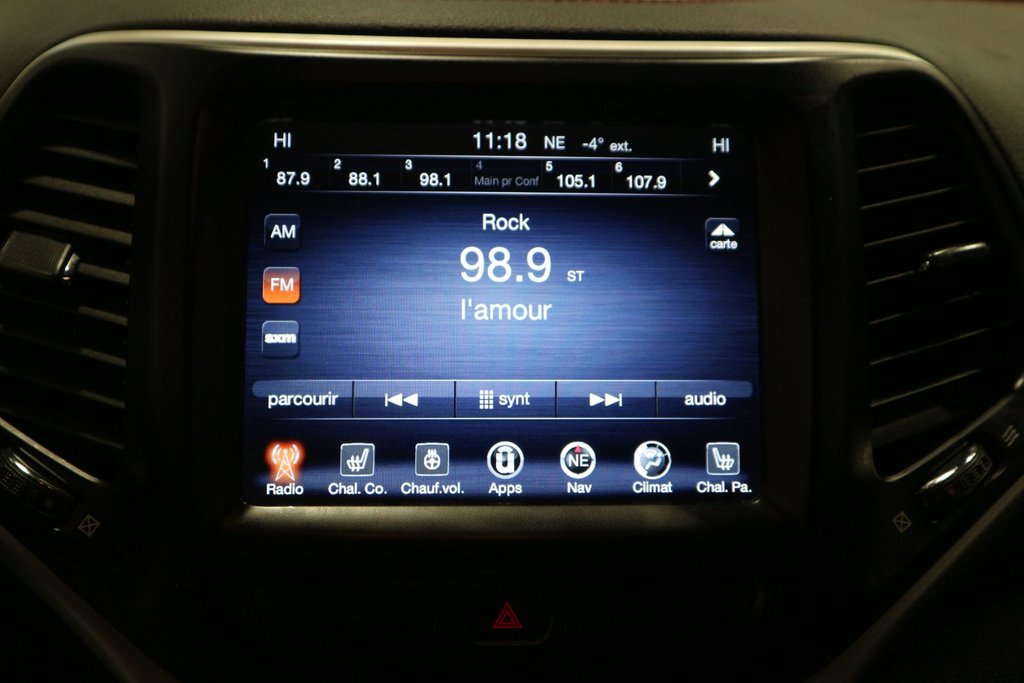 HI 11:18 NE -4° ext. HI
1 87.9 2 88.1 3 98.1 4 Main pr Conf 5 105.1 6 107.9
AM
FM
sxm
Rock
98.9 ST
l'amour
carte
parcourir synt audio
Radio Chal. Co. Chauf.vol. Apps NE Nav Climat Chal. Pa.